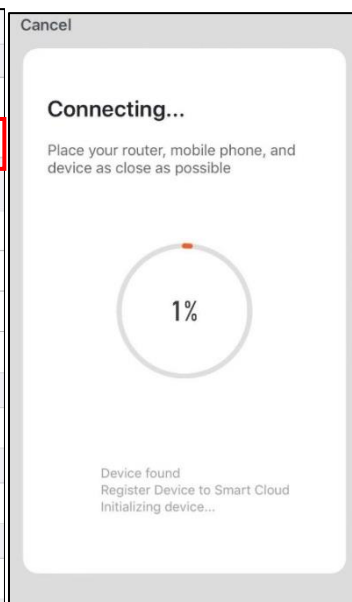 Cancel
Connecting...
Place your router, mobile phone, and
device as close as possible
1%
Device found
Register Device to Smart Cloud
Initializing device...